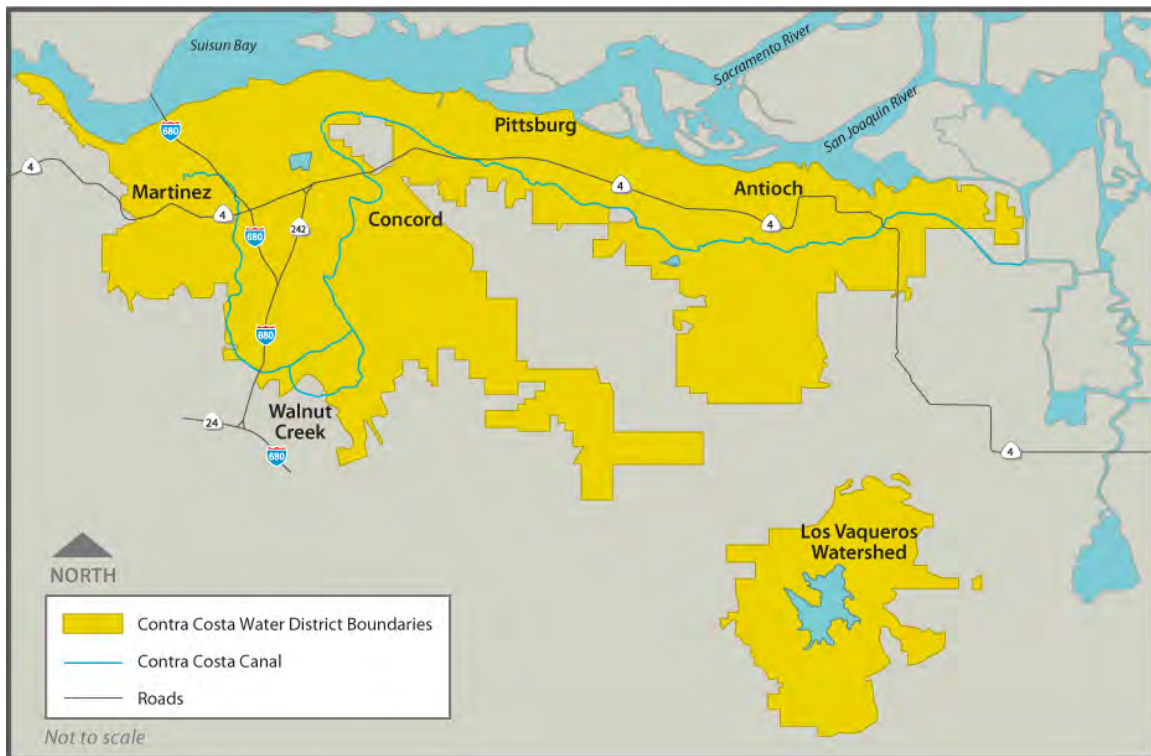 Suisun Bay
Sacramento River
San Joaquin River
Pittsburg
680
4
Martinez
4
Concord
242
680
4
Antioch
4
680
24
Walnut
Creek
680
4
Los Vaqueros
Watershed
NORTH
Contra Costa Water District Boundaries
Contra Costa Canal
Roads
Not to scale